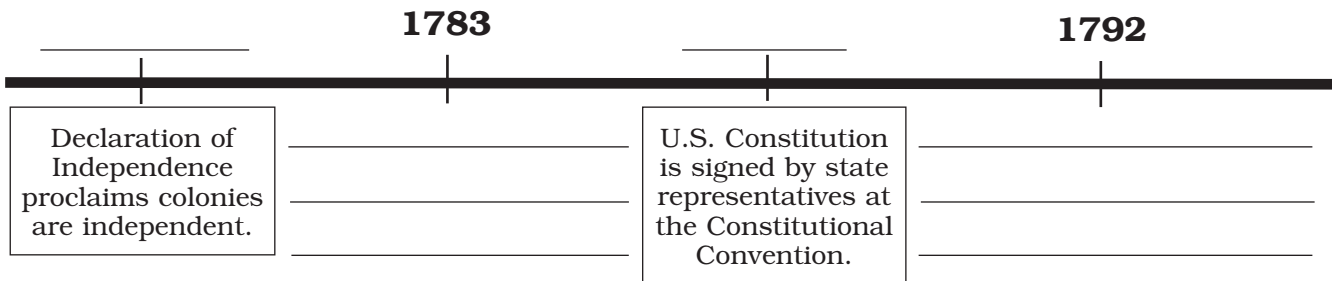 1783
1792
Declaration of
Independence
proclaims colonies
are independent.
U.S. Constitution
is signed by state
representatives at
the Constitutional
Convention.